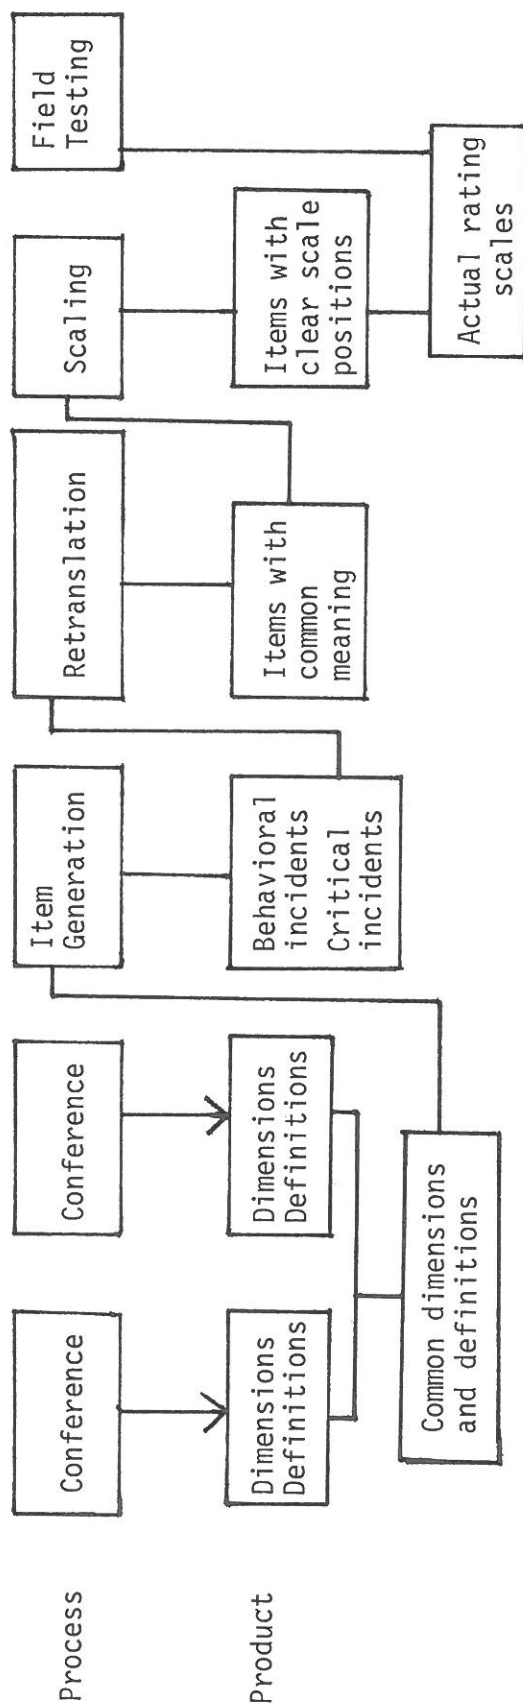 Process
Conference
Conference
Item
Generation
Retranslation
Scaling
Field
Testing
Product
Dimensions
Definitions
Dimensions
Definitions
Behavioral
incidents
Critical
incidents
Items with
common
meaning
Items with
clear scale
positions
Common dimensions
and definitions
Actual rating
scales